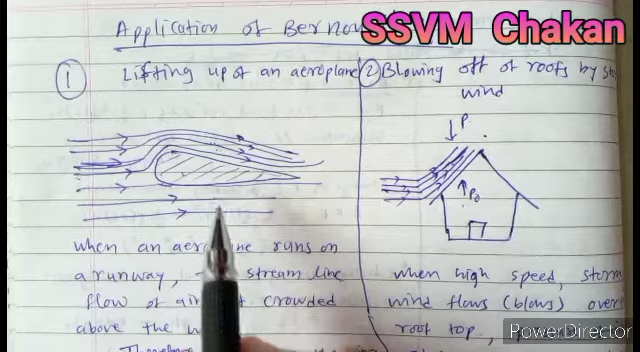 Application of Bernou
SSVM Chakan
① Lifting up of an aeroplane
② Blowing off of roofs by sto
wind
P
P₀
when an aer
ne runs on
a runway,
stream line
flow of air
crowded
above the w
when high speed, storm
wind flows (blows) over
roof top,
PowerDirector